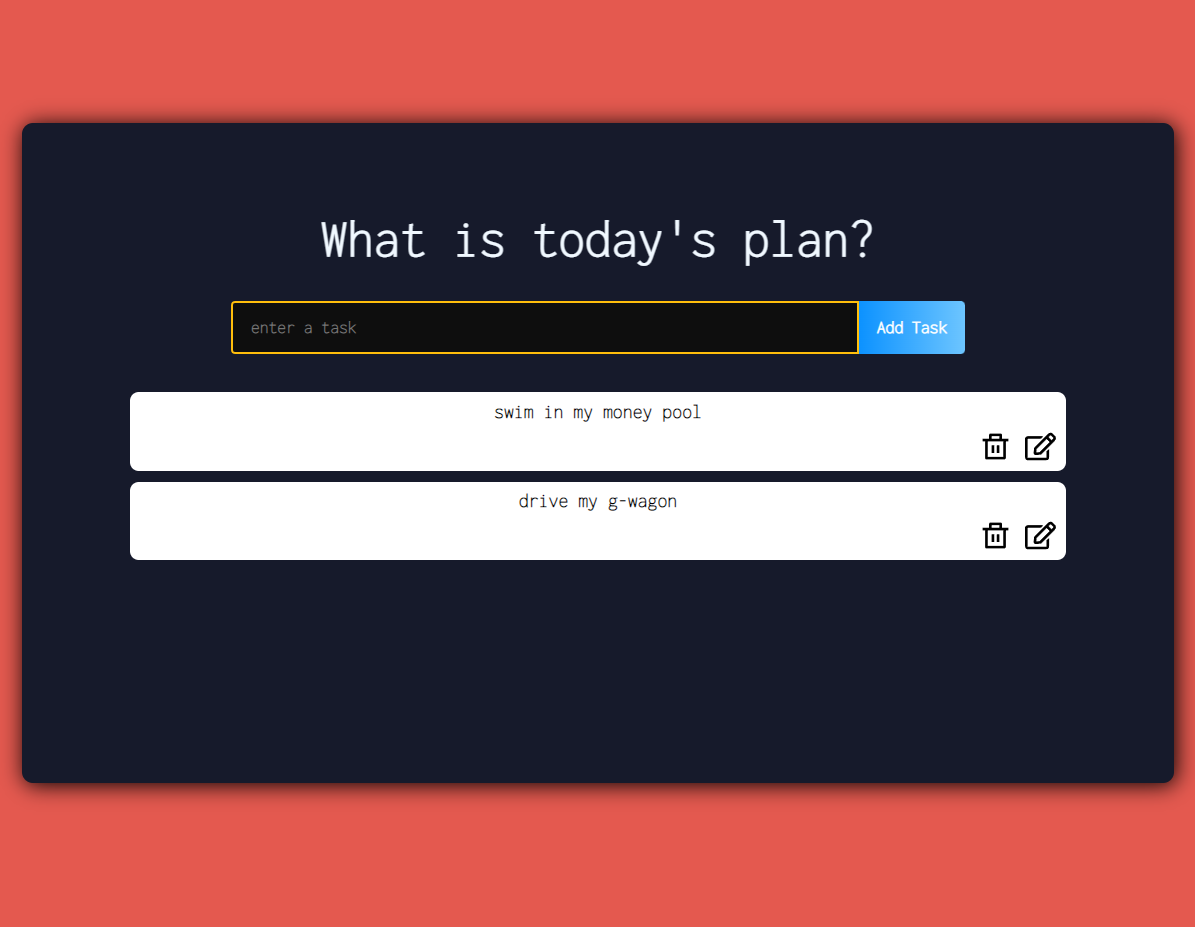 What is today's plan?
enter a task
Add Task
swim in my money pool
drive my g-wagon